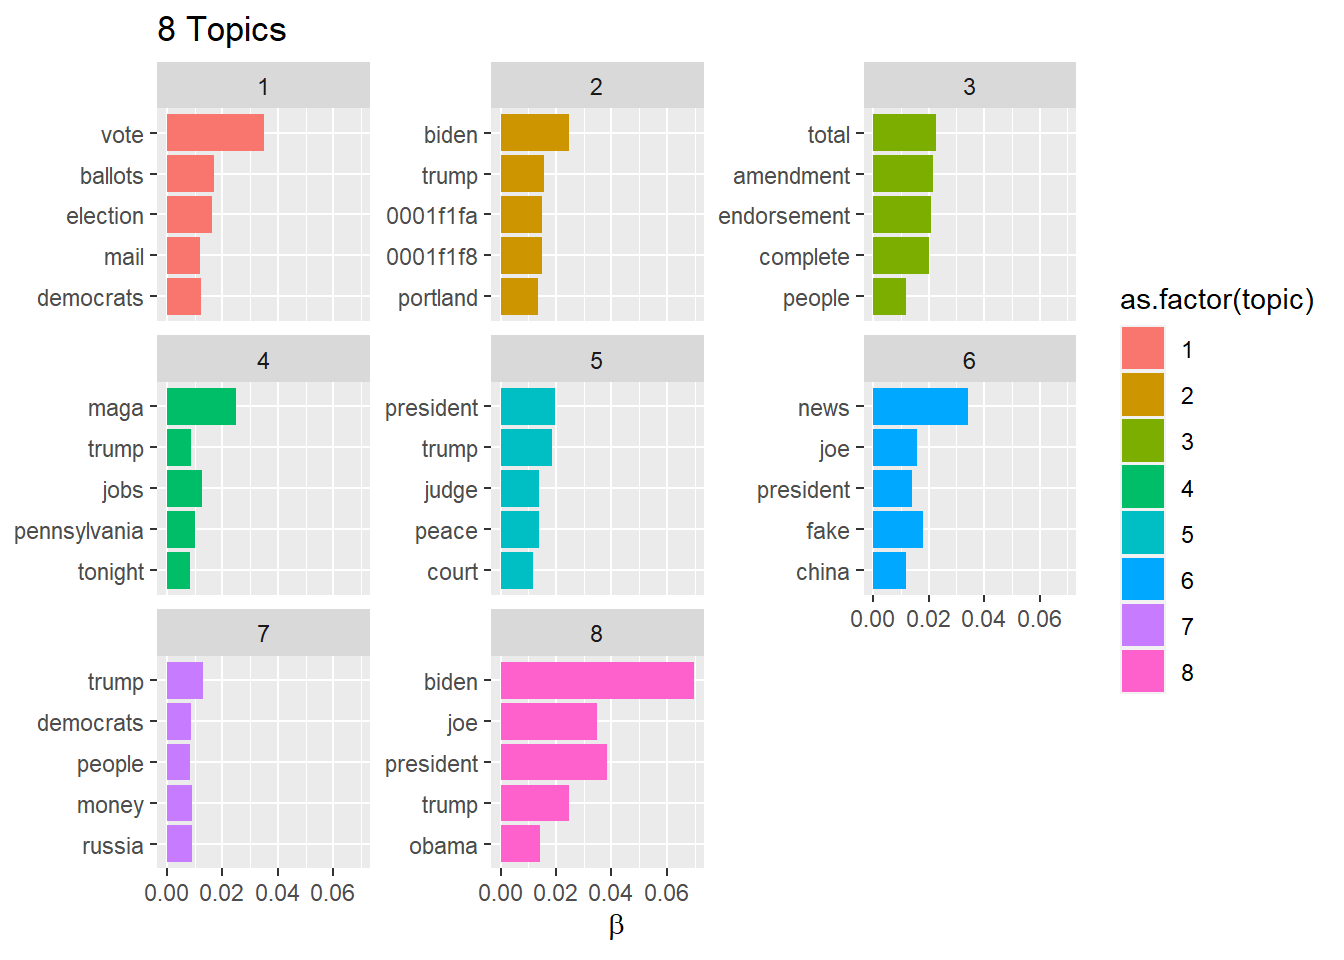 8 Topics
1
vote
ballots
election
mail
democrats
2
biden
trump
0001f1fa
0001f1f8
portland
3
total
amendment
endorsement
complete
people
4
maga
trump
jobs
pennsylvania
tonight
5
president
trump
judge
peace
court
6
news
joe
president
fake
china
0.00 0.02 0.04 0.06
7
trump
democrats
people
money
russia
0.00 0.02 0.04 0.06
8
biden
joe
president
trump
obama
0.00 0.02 0.04 0.06
β
as.factor(topic)
1
2
3
4
5
6
7
8